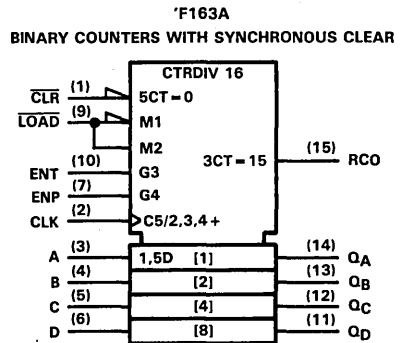 'F163A
BINARY COUNTERS WITH SYNCHRONOUS CLEAR
CTRDIV 16
CLR (1) 5CT=0
LOAD (9) M1
M2
3CT=15 (15) RCO
ENT (10) G3
ENP (7) G4
CLK (2) C5/2,3,4+
A (3) 1,5D [1] (14) QA
B (4) [2] (13) QB
C (5) [4] (12) QC
D (6) [8] (11) QD